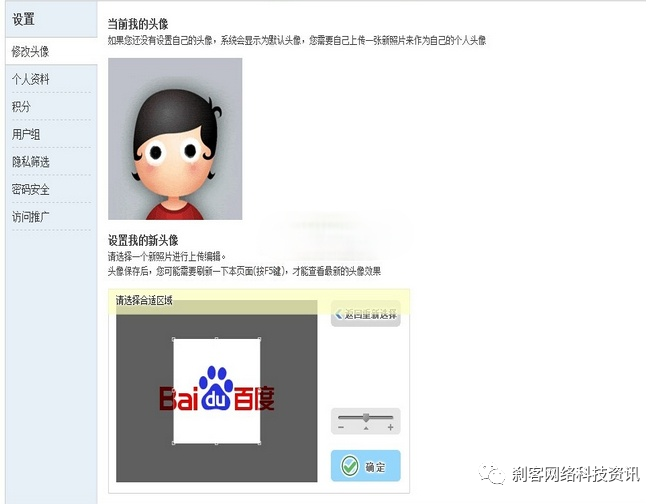 设置
修改头像
个人资料
积分
用户组
隐私筛选
密码安全
访问推广
当前我的头像
如果您还没有设置自己的头像，系统会显示为默认头像，您需要自己上传一张新照片来作为自己的个人头像
设置我的新头像
请选择一个新照片进行上传编辑。
头像保存后，您可能需要刷新一下本页面(按F5键)，才能查看最新的头像效果
请选择合适区域
返回重新选择
Bai du 百度
确定
刹客网络科技资讯